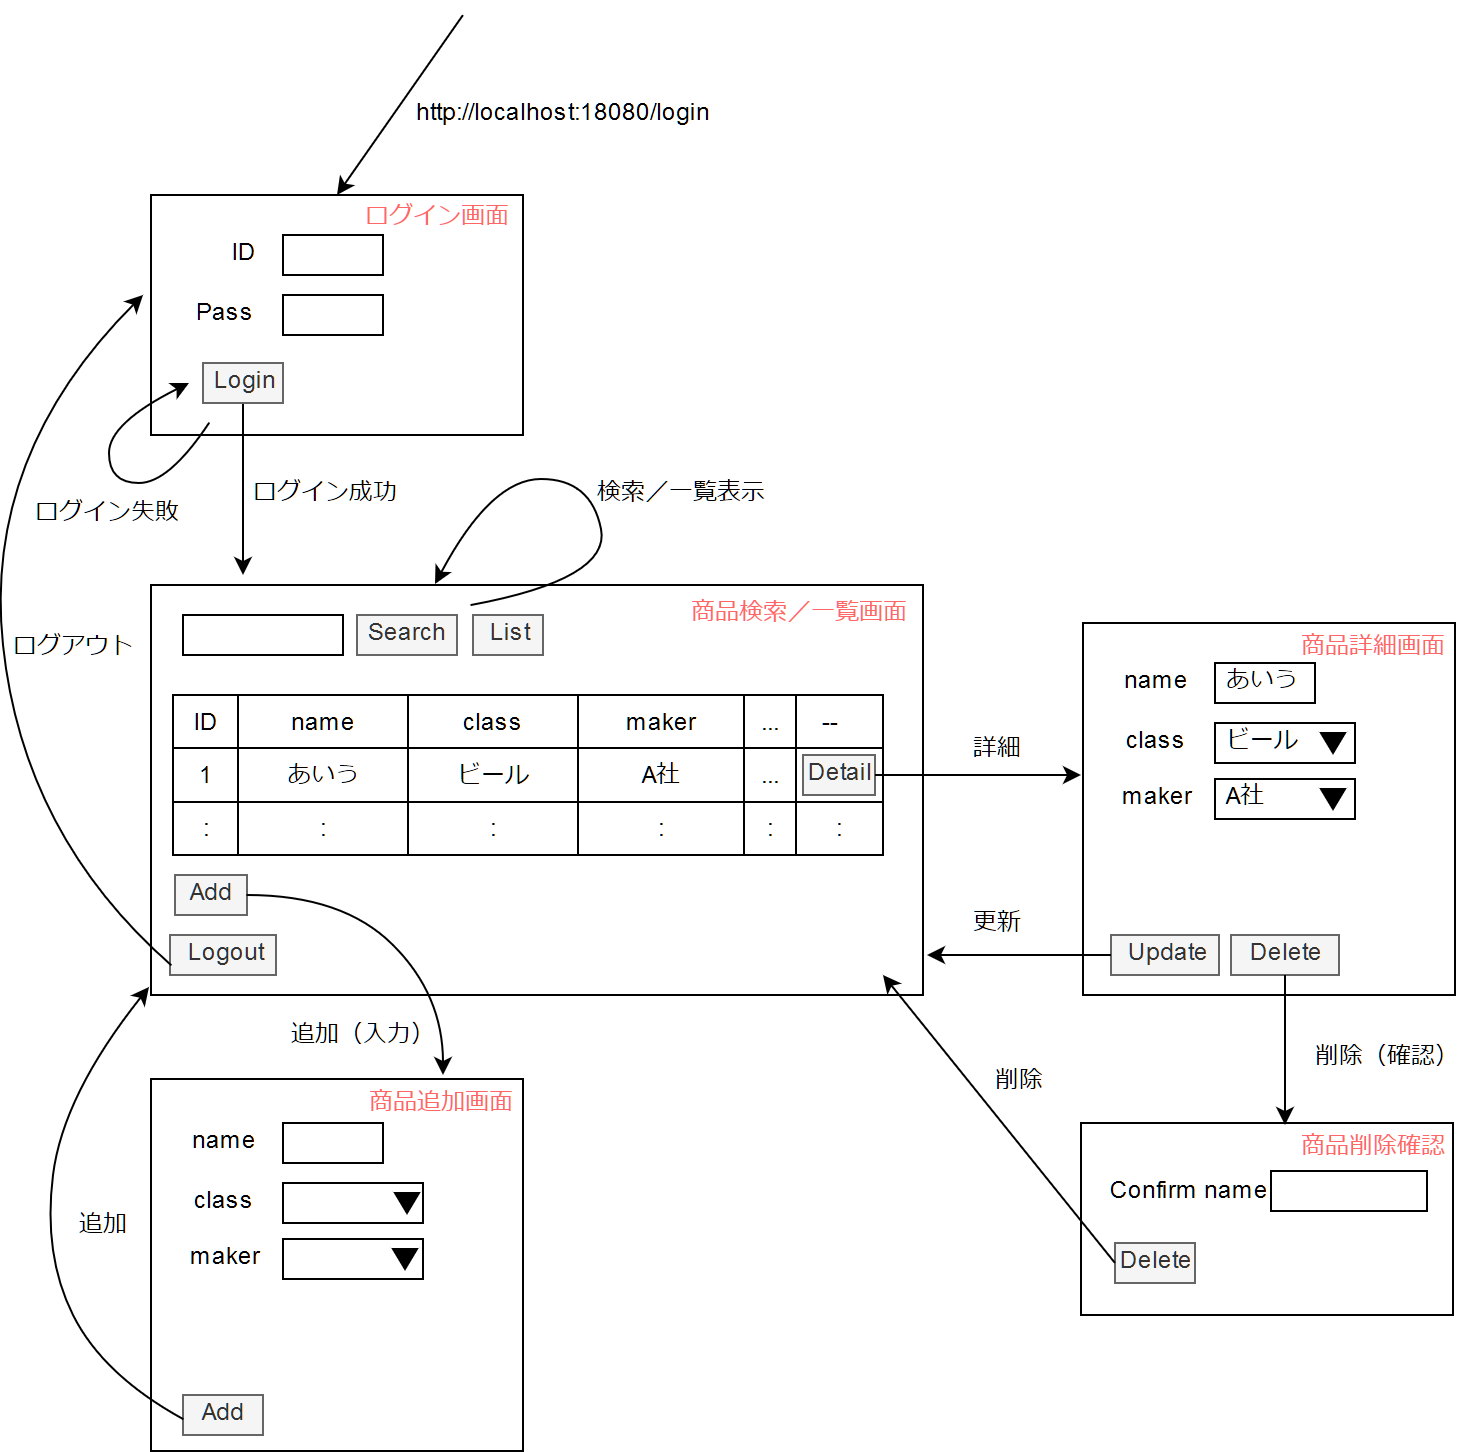 http://localhost:18080/login
ログイン画面
ID
Pass
Login
ログイン失敗
ログイン成功
検索／一覧表示
ログアウト
商品検索／一覧画面
Search
List
ID name class maker ... --
1 あいう ビール A社 ... Detail
: : : : : :
Add
Logout
詳細
商品詳細画面
name あいう
class ビール
maker A社
更新
Update
Delete
追加（入力）
削除
削除（確認）
商品追加画面
name
class
maker
追加
Add
商品削除確認
Confirm name
Delete